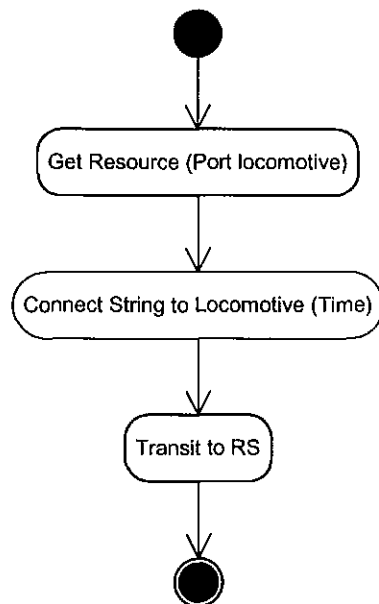 Get Resource (Port locomotive)
Connect String to Locomotive (Time)
Transit to RS